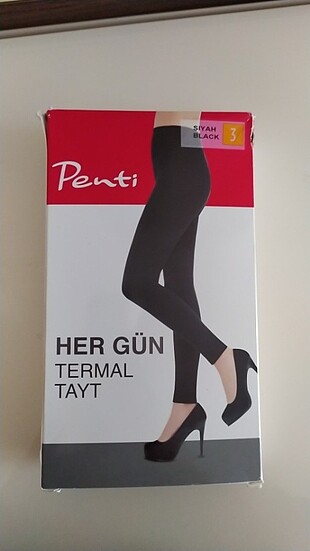 SİYAH
BLACK
3
Penti
HER GÜN
TERMAL
TAYT